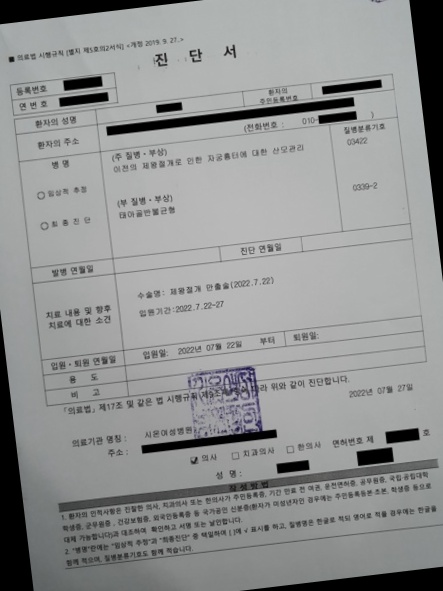 ■ 의료법 시행규칙 [별지 제5호의2서식] <개정 2019. 9. 27.>
진 단 서
등록번호
연 번 호
환자의 성명
환자의 주민등록번호
환자의 주소
(전화번호 : 010- )
병 명
(주 질병·부상)
질병분류기호
이전의 제왕절개로 인한 자궁흉터에 대한 산모관리
O3422
○ 임상적 추정
○ 최 종 진 단
(부 질병·부상)
태아골반불균형
O339-2
발병 연월일
진단 연월일
치료 내용 및 향후 치료에 대한 소견
수술명: 제왕절개 만출술(2022.7.22)
입원기간:2022.7.22-27
입원·퇴원 연월일
입원일: 2022년 07월 22일 부터
퇴원일:
용 도
비 고
「의료법」 제17조 및 같은 법 시행규칙 따라 위와 같이 진단합니다.
2022년 07월 27일
의료기관 명칭 : 시온여성병원
주소 :
☑ 의사 □ 치과의사 □ 한의사 면허번호 제 호
성 명 :
작성방법
1. 환자의 인적사항은 진찰한 의사, 치과의사 또는 한의사가 주민등록증, 기간 만료 전 여권, 운전면허증, 공무원증, 국립·공립대학
학생증, 군무원증, 건강보험증, 외국인등록증 등 국가공인 신분증(환자가 미성년자인 경우에는 주민등록등본·초본, 학생증 등으로
대체 가능합니다)과 대조하여 확인하고 서명 또는 날인합니다.
2. "병명"란에는 "임상적 추정"과 "최종진단" 중 택일하여 ( )에 √ 표시를 하고, 질병명은 한글로 적되 영어로 적을 경우에는 한글을
함께 적으며, 질병분류기호도 함께 적습니다.